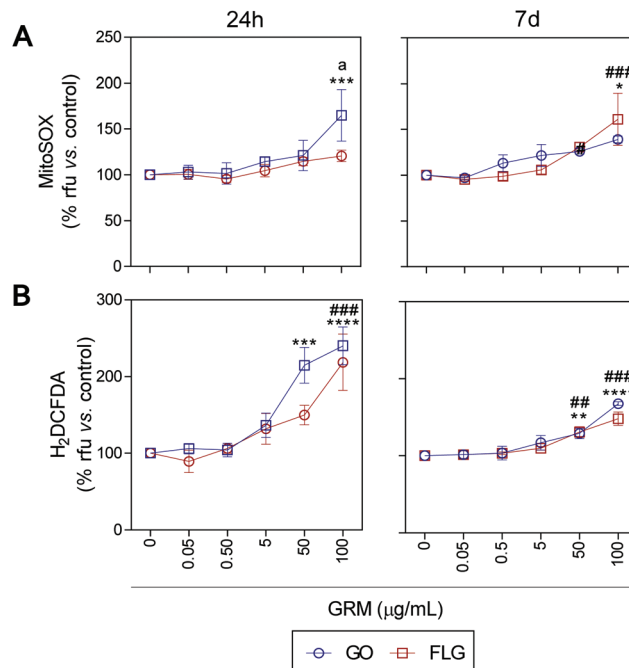 24h 7d
A
MitoSOX
(% rfu vs. control)
250
200
150
100
50
0
a
***
###
*
#
B
H₂DCFDA
(% rfu vs. control)
300
200
100
0
***
###
****
##
**
###
****
0 0.05 0.50 5 50 100
0 0.05 0.5 5 50 100
GRM (µg/mL)
GO FLG